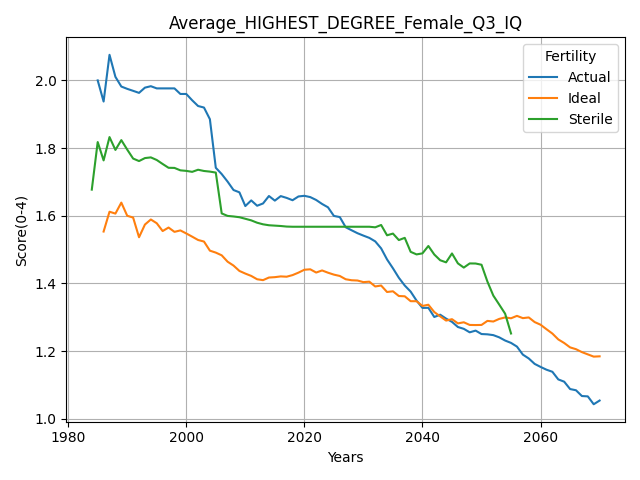 Average_HIGHEST_DEGREE_Female_Q3_IQ
Fertility
Actual
Ideal
Sterile
Score(0-4)
2.0
1.8
1.6
1.4
1.2
1.0
1980 2000 2020 2040 2060
Years